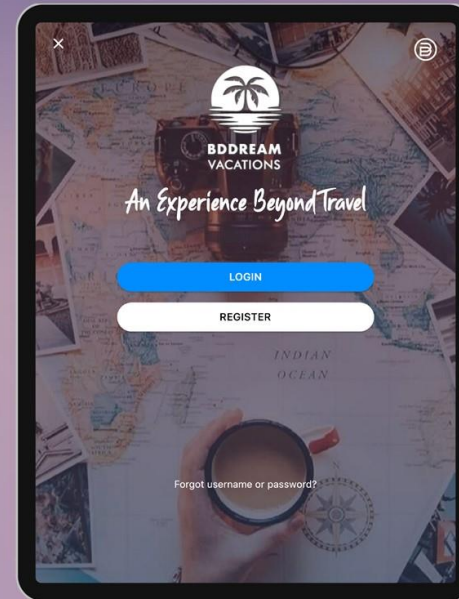 BDDREAM
VACATIONS
An Experience Beyond Travel
LOGIN
REGISTER
INDIAN
OCEAN
Forgot username or password?